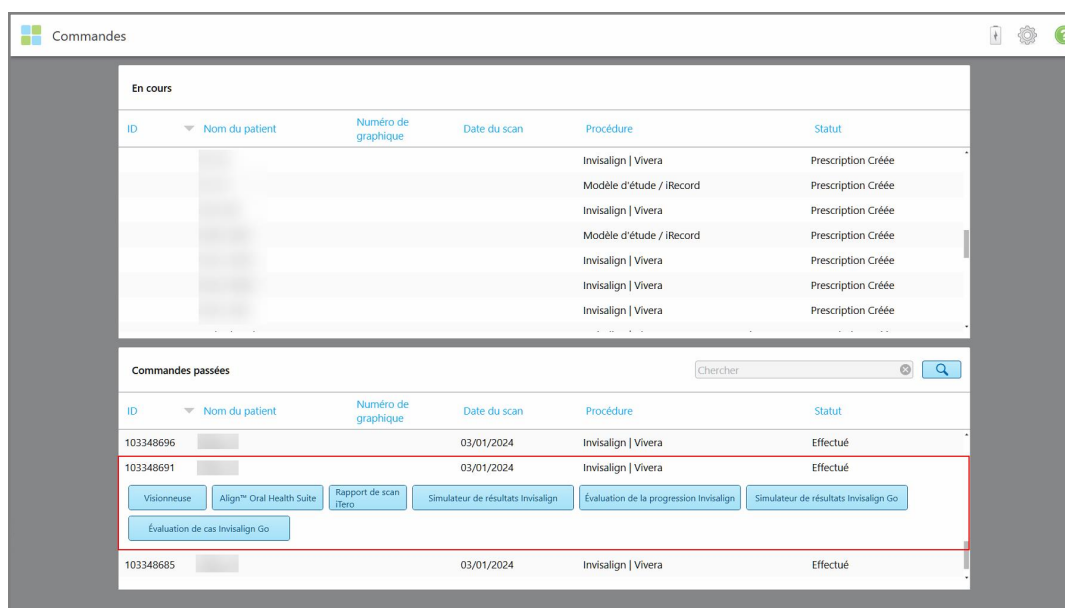 Commandes
?
En cours
ID Nom du patient Numéro de graphique Date du scan Procédure Statut
Invisalign | Vivera Prescription Créée
Modèle d'étude / iRecord Prescription Créée
Invisalign | Vivera Prescription Créée
Modèle d'étude / iRecord Prescription Créée
Invisalign | Vivera Prescription Créée
Invisalign | Vivera Prescription Créée
Invisalign | Vivera Prescription Créée
Commandes passées Chercher
ID Nom du patient Numéro de graphique Date du scan Procédure Statut
103348696 03/01/2024 Invisalign | Vivera Effectué
103348691 03/01/2024 Invisalign | Vivera Effectué
Visionneuse Align™ Oral Health Suite Rapport de scan iTero Simulateur de résultats Invisalign Évaluation de la progression Invisalign Simulateur de résultats Invisalign Go
Évaluation de cas Invisalign Go
103348685 03/01/2024 Invisalign | Vivera Effectué